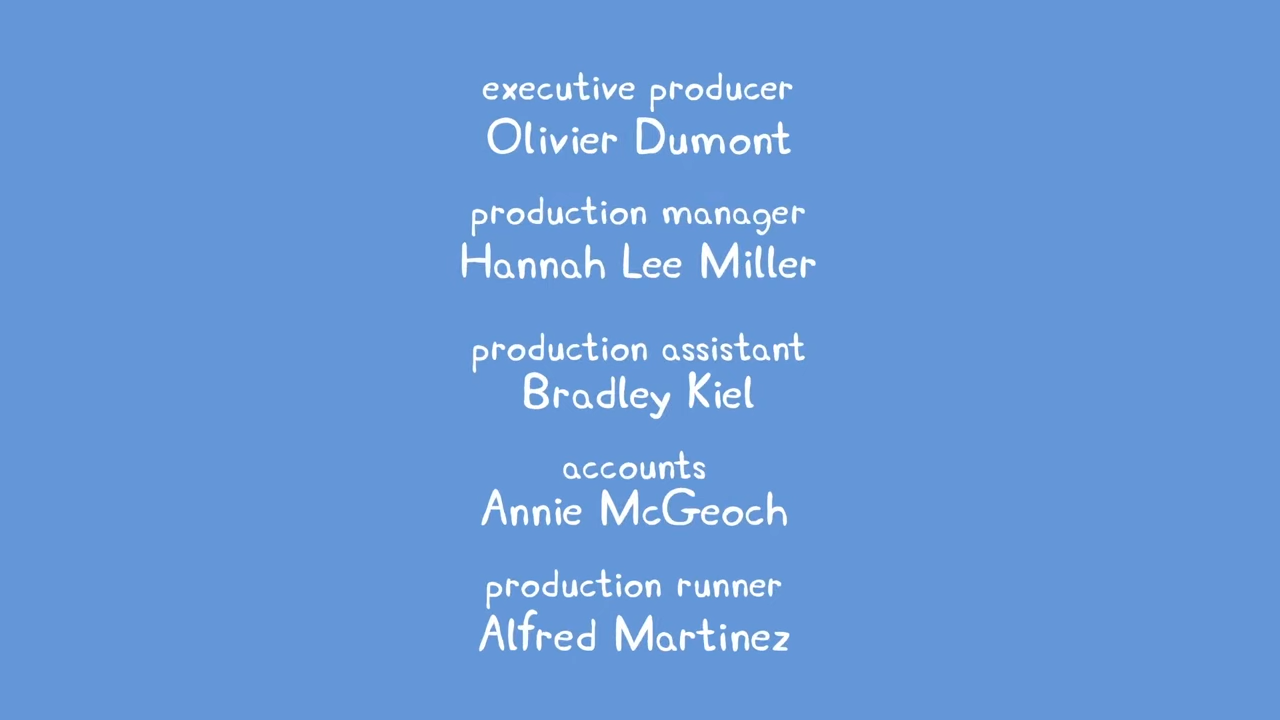 executive producer
Olivier Dumont
production manager
Hannah Lee Miller
production assistant
Bradley Kiel
accounts
Annie McGeoch
production runner
Alfred Martinez